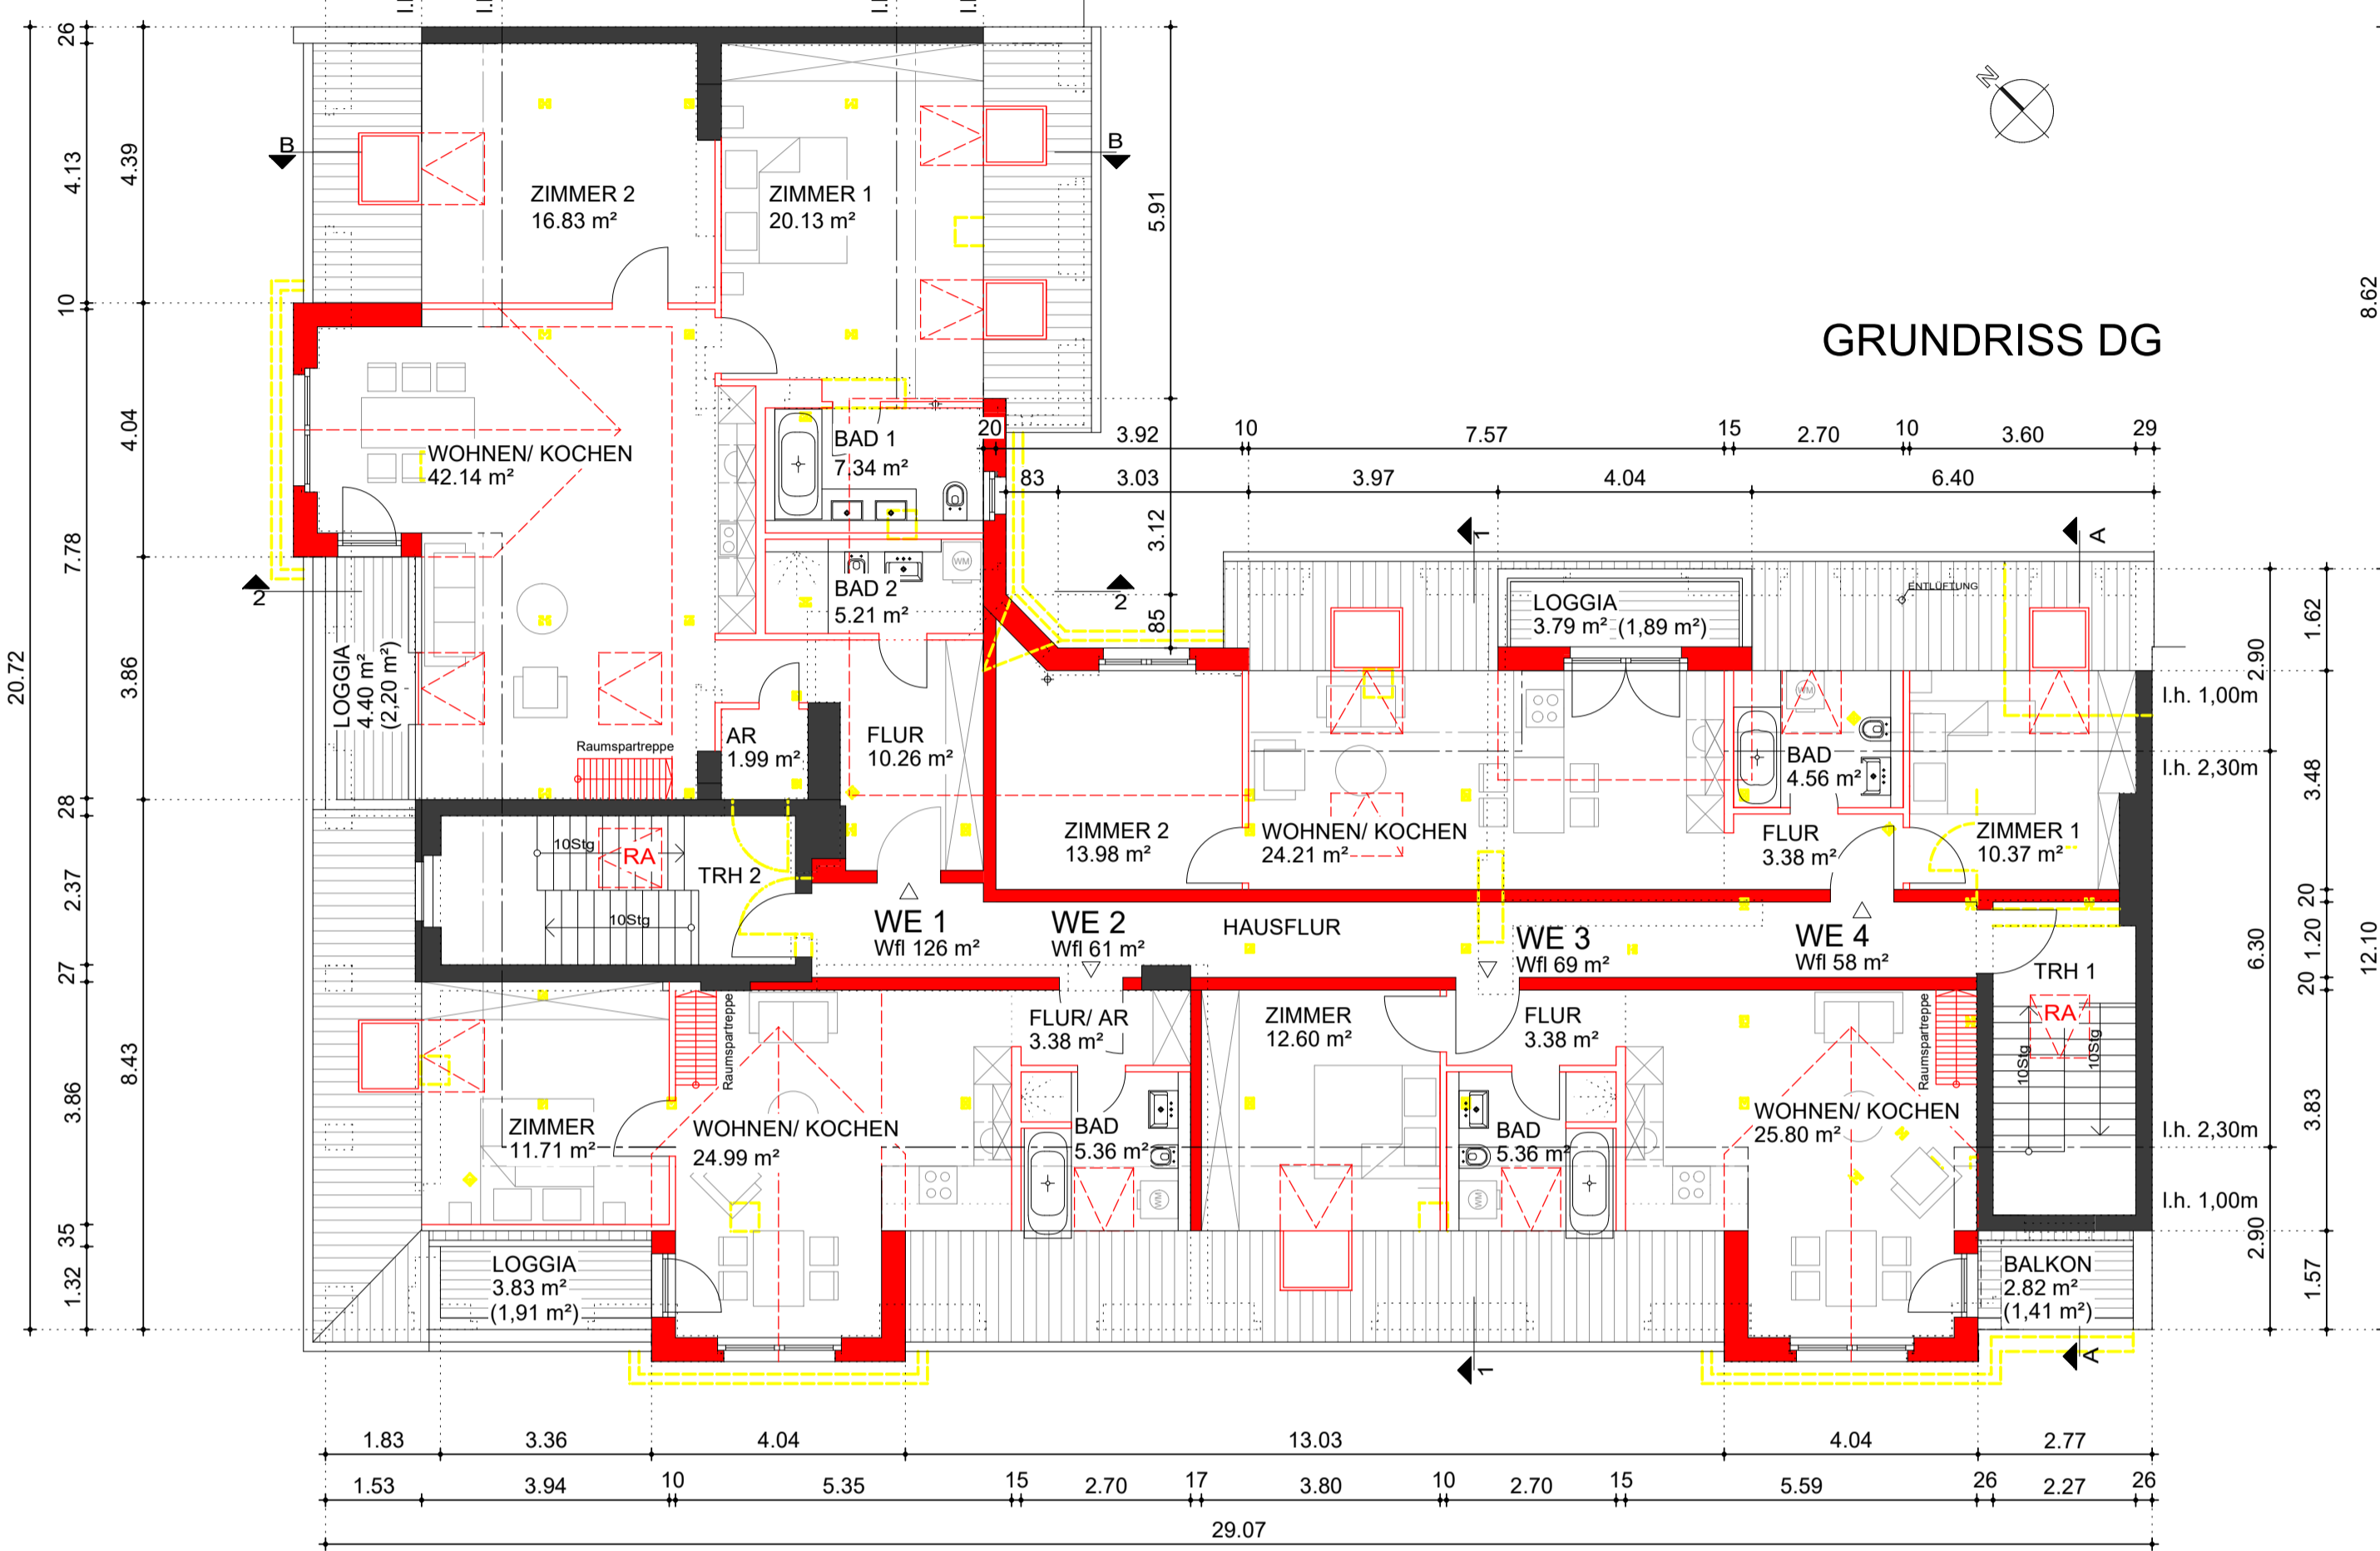 N
GRUNDRISS DG
B
B
ZIMMER 2
16.83 m²
ZIMMER 1
20.13 m²
WOHNEN/ KOCHEN
42.14 m²
BAD 1
7.34 m²
BAD 2
5.21 m²
WM
LOGGIA
4.40 m²
(2,20 m²)
2
2
Raumspartreppe
AR
1.99 m²
FLUR
10.26 m²
10Stg
RA
10Stg
TRH 2
WE 1
Wfl 126 m²
WE 2
Wfl 61 m²
HAUSFLUR
WE 3
Wfl 69 m²
WE 4
Wfl 58 m²
1
A
LOGGIA
3.79 m² (1,89 m²)
ENTLÜFTUNG
ZIMMER 2
13.98 m²
WOHNEN/ KOCHEN
24.21 m²
WM
BAD
4.56 m²
FLUR
3.38 m²
ZIMMER 1
10.37 m²
l.h. 1,00m
l.h. 2,30m
TRH 1
RA
10Stg
10Stg
ZIMMER
11.71 m²
Raumspartreppe
WOHNEN/ KOCHEN
24.99 m²
FLUR/ AR
3.38 m²
BAD
5.36 m²
WM
ZIMMER
12.60 m²
FLUR
3.38 m²
BAD
5.36 m²
WM
Raumspartreppe
WOHNEN/ KOCHEN
25.80 m²
l.h. 2,30m
l.h. 1,00m
LOGGIA
3.83 m²
(1,91 m²)
BALKON
2.82 m²
(1,41 m²)
1
A
20.72
26
4.13
10
7.78
28
2.37
27
3.86
35
1.32
4.39
4.04
3.86
8.43
5.91
3.12
85
20
3.92
10
7.57
15
2.70
10
3.60
29
83
3.03
3.97
4.04
6.40
2.90
6.30
2.90
1.62
3.48
20
1.20
20
3.83
1.57
8.62
12.10
1.83
3.36
4.04
13.03
4.04
2.77
1.53
3.94
10
5.35
15
2.70
17
3.80
10
2.70
15
5.59
26
2.27
26
29.07